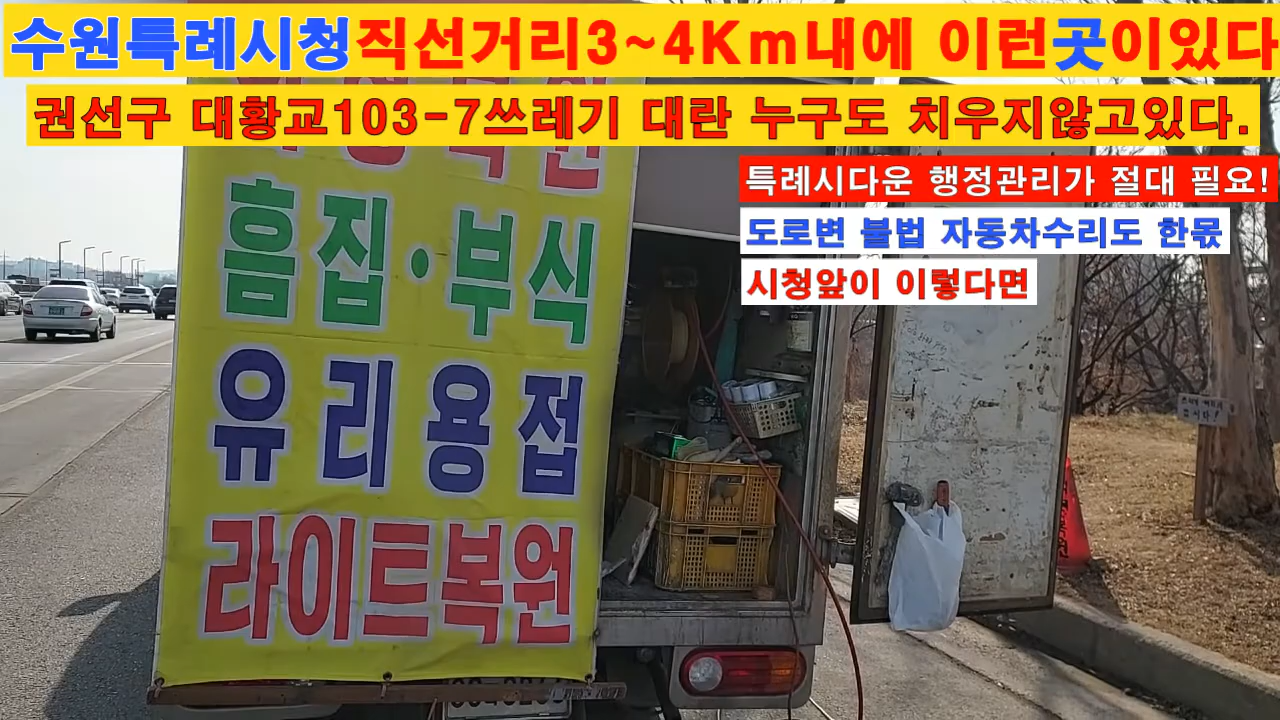 수원특례시청직선거리3~4Km내에 이런곳이있다
권선구 대황교103-7쓰레기 대란 누구도 치우지않고있다.
특례시다운 행정관리가 절대 필요!
도로변 불법 자동차수리도 한몫
시청앞이 이렇다면
흠집·부식
유리용접
라이트복원